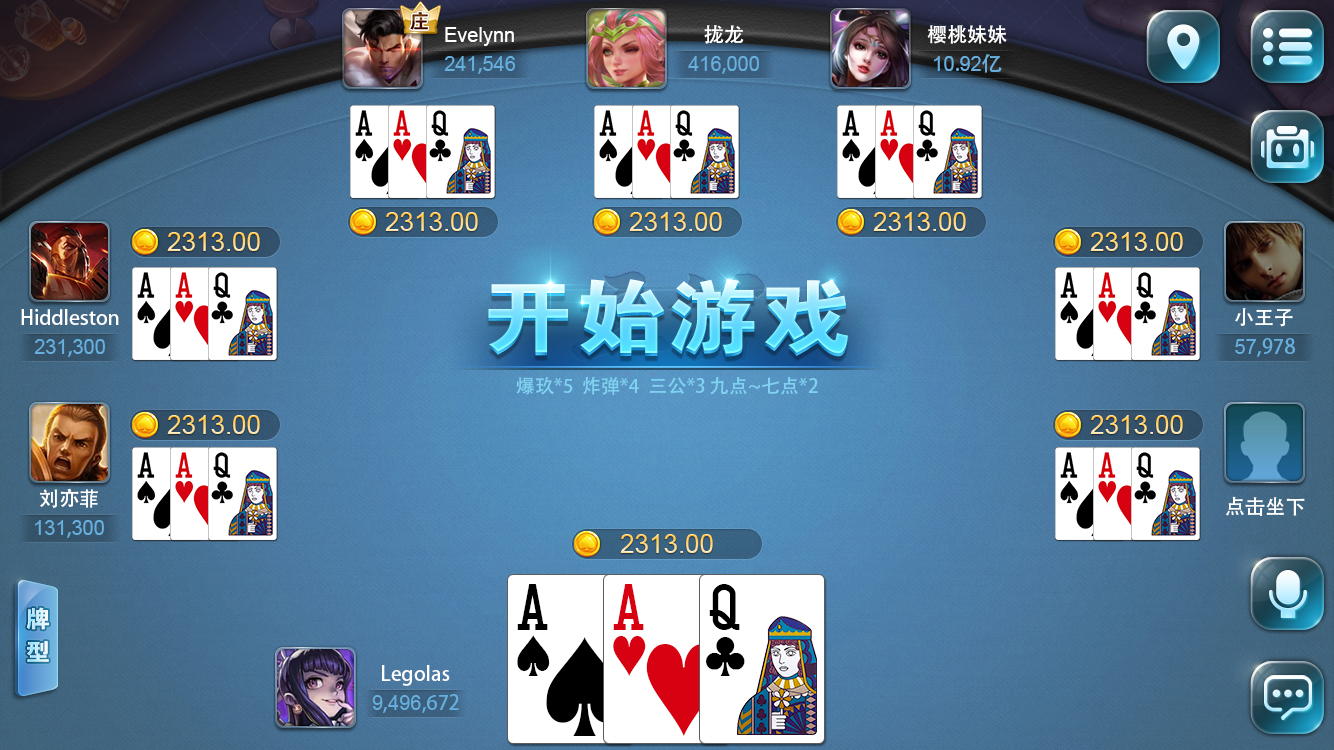 庄
Evelynn
241,546
拢龙
416,000
樱桃妹妹
10.92亿
A A Q
A A Q
A A Q
2313.00
2313.00
2313.00
Hiddleston
231,300
2313.00
A A Q
2313.00
A A Q
小王子
57,978
开始游戏
爆玖*5 炸弹*4 三公*3 九点~七点*2
刘亦菲
131,300
2313.00
A A Q
2313.00
A A Q
点击坐下
2313.00
A A Q
牌型
Legolas
9,496,672